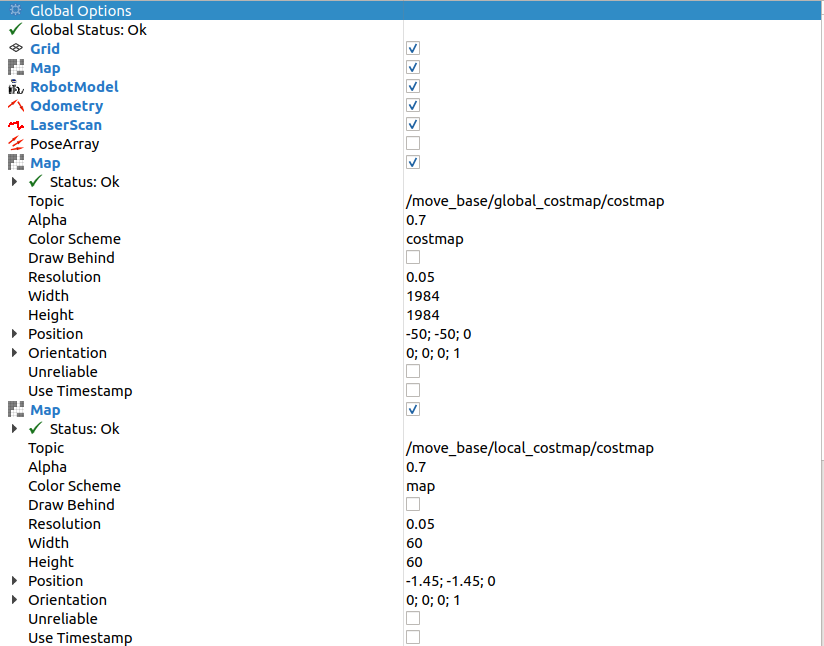 Global Options
Global Status: Ok
Grid
Map
RobotModel
Odometry
LaserScan
PoseArray
Map
Status: Ok
Topic /move_base/global_costmap/costmap
Alpha 0.7
Color Scheme costmap
Draw Behind
Resolution 0.05
Width 1984
Height 1984
Position -50; -50; 0
Orientation 0; 0; 0; 1
Unreliable
Use Timestamp
Map
Status: Ok
Topic /move_base/local_costmap/costmap
Alpha 0.7
Color Scheme map
Draw Behind
Resolution 0.05
Width 60
Height 60
Position -1.45; -1.45; 0
Orientation 0; 0; 0; 1
Unreliable
Use Timestamp